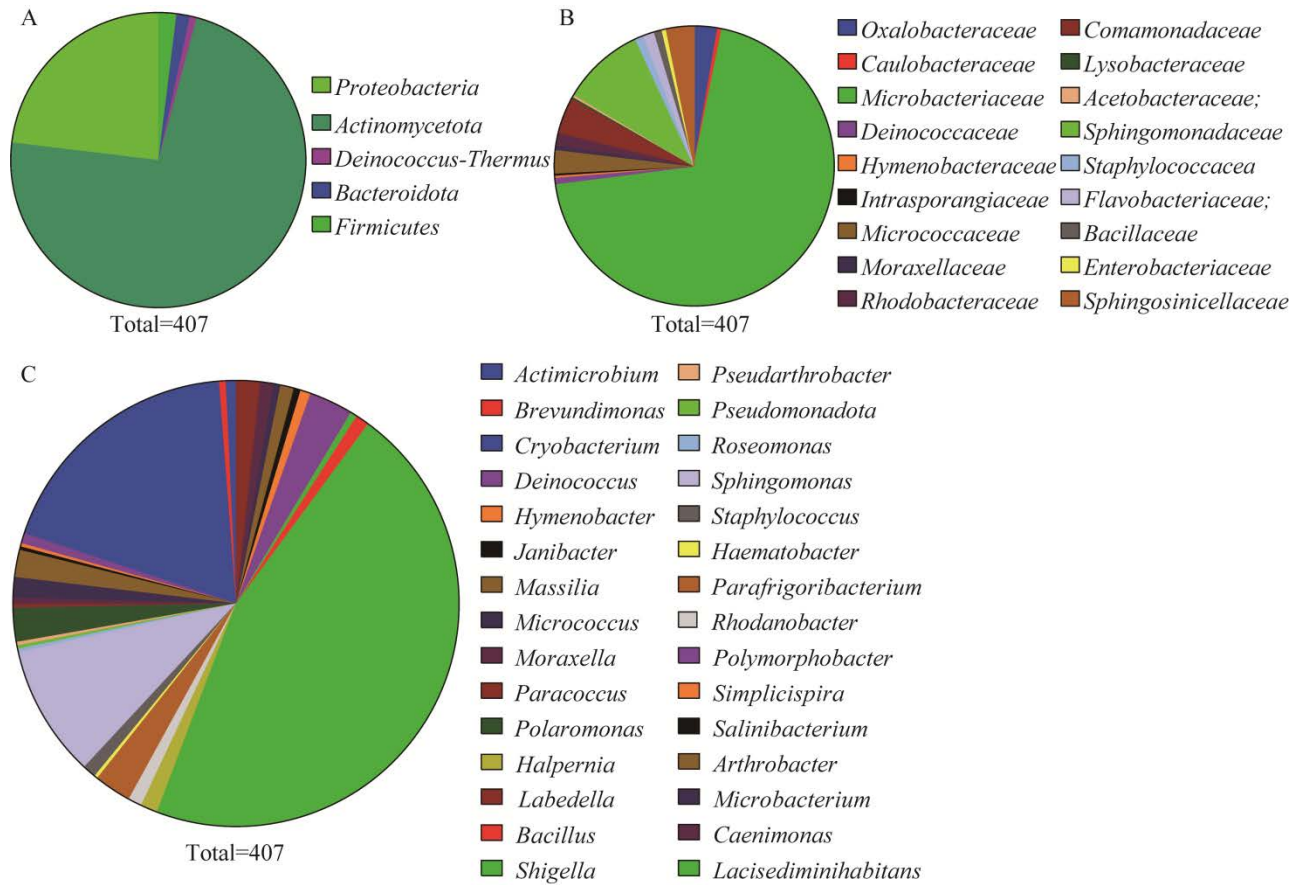 A
Proteobacteria
Actinomycetota
Deinococcus-Thermus
Bacteroidota
Firmicutes
Total=407
B
Oxalobacteraceae
Caulobacteraceae
Microbacteriaceae
Deinococcaceae
Hymenobacteraceae
Intrasporangiaceae
Micrococcaceae
Moraxellaceae
Rhodobacteraceae
Comamonadaceae
Lysobacteraceae
Acetobacteraceae;
Sphingomonadaceae
Staphylococcacea
Flavobacteriaceae;
Bacillaceae
Enterobacteriaceae
Sphingosinicellaceae
Total=407
C
Actimicrobium
Brevundimonas
Cryobacterium
Deinococcus
Hymenobacter
Janibacter
Massilia
Micrococcus
Moraxella
Paracoccus
Polaromonas
Halpernia
Labedella
Bacillus
Shigella
Pseudarthrobacter
Pseudomonadota
Roseomonas
Sphingomonas
Staphylococcus
Haematobacter
Parafrigoribacterium
Rhodanobacter
Polymorphobacter
Simplicispira
Salinibacterium
Arthrobacter
Microbacterium
Caenimonas
Lacisediminihabitans
Total=407